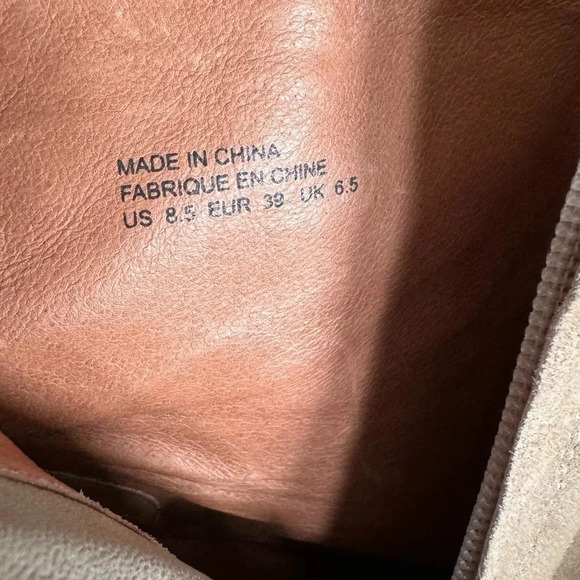 MADE IN CHINA
FABRIQUE EN CHINE
US 8.5 EUR 39 UK 6.5